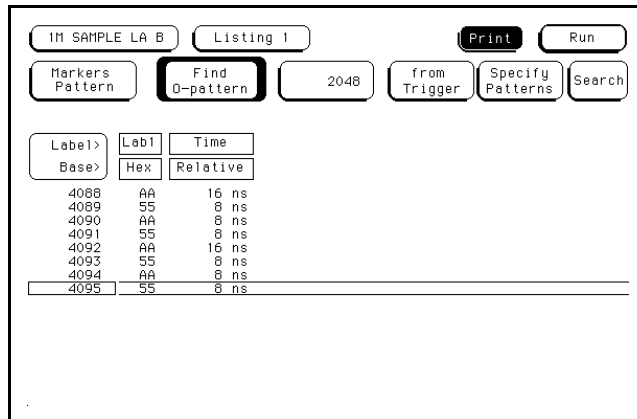 1M SAMPLE LA B Listing 1 Print Run
Markers Pattern Find O-pattern 2048 from Trigger Specify Patterns Search
Label> Lab1 Time
Base> Hex Relative
4088 AA 16 ns
4089 55 8 ns
4090 AA 8 ns
4091 55 8 ns
4092 AA 16 ns
4093 55 8 ns
4094 AA 8 ns
4095 55 8 ns